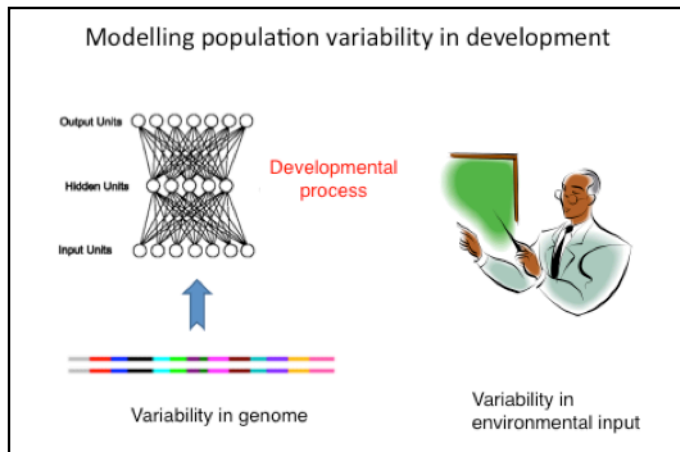 Modelling population variability in development
Output Units
Hidden Units
Input Units
Developmental
process
Variability in genome
Variability in
environmental input